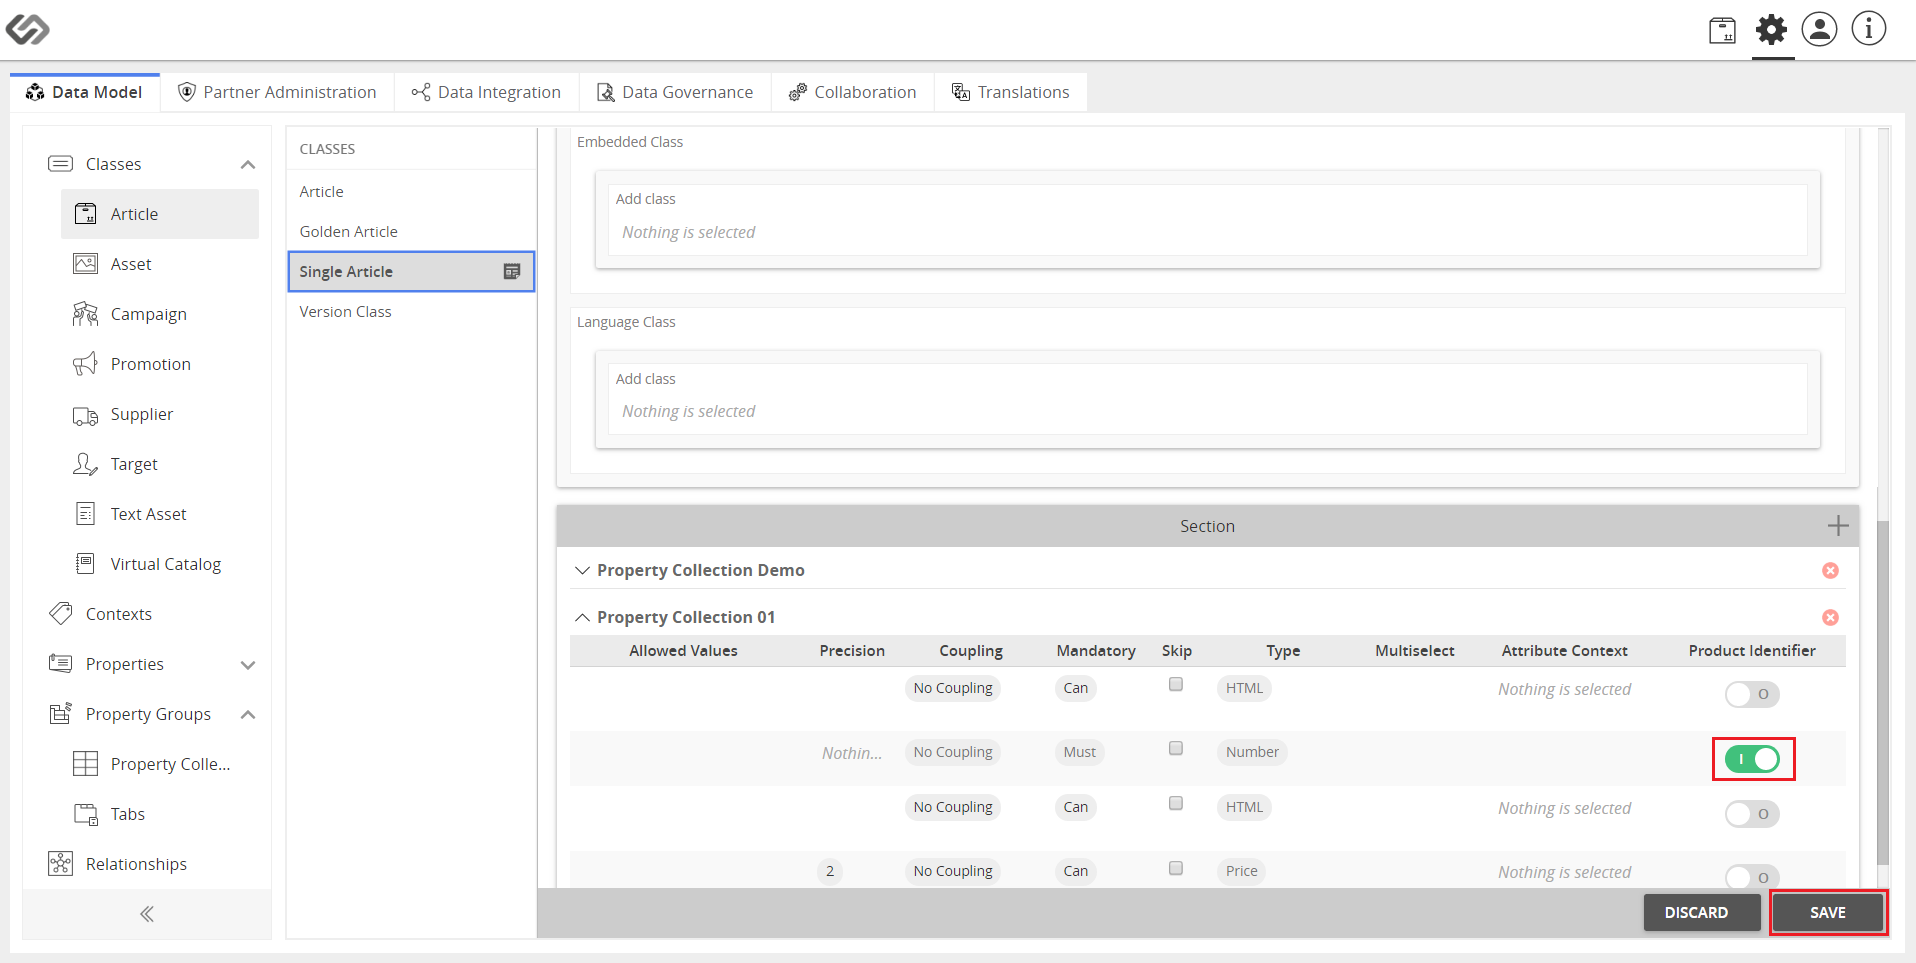 Data Model
Partner Administration
Data Integration
Data Governance
Collaboration
Translations
Classes
Article
Asset
Campaign
Promotion
Supplier
Target
Text Asset
Virtual Catalog
Contexts
Properties
Property Groups
Property Colle...
Tabs
Relationships
CLASSES
Article
Golden Article
Single Article
Version Class
Embedded Class
Add class
Nothing is selected
Language Class
Add class
Nothing is selected
Section
Property Collection Demo
Property Collection 01
Allowed Values Precision Coupling Mandatory Skip Type Multiselect Attribute Context Product Identifier
No Coupling Can HTML Nothing is selected O
Nothin... No Coupling Must Number I
No Coupling Can HTML Nothing is selected O
2 No Coupling Can Price Nothing is selected O
DISCARD SAVE